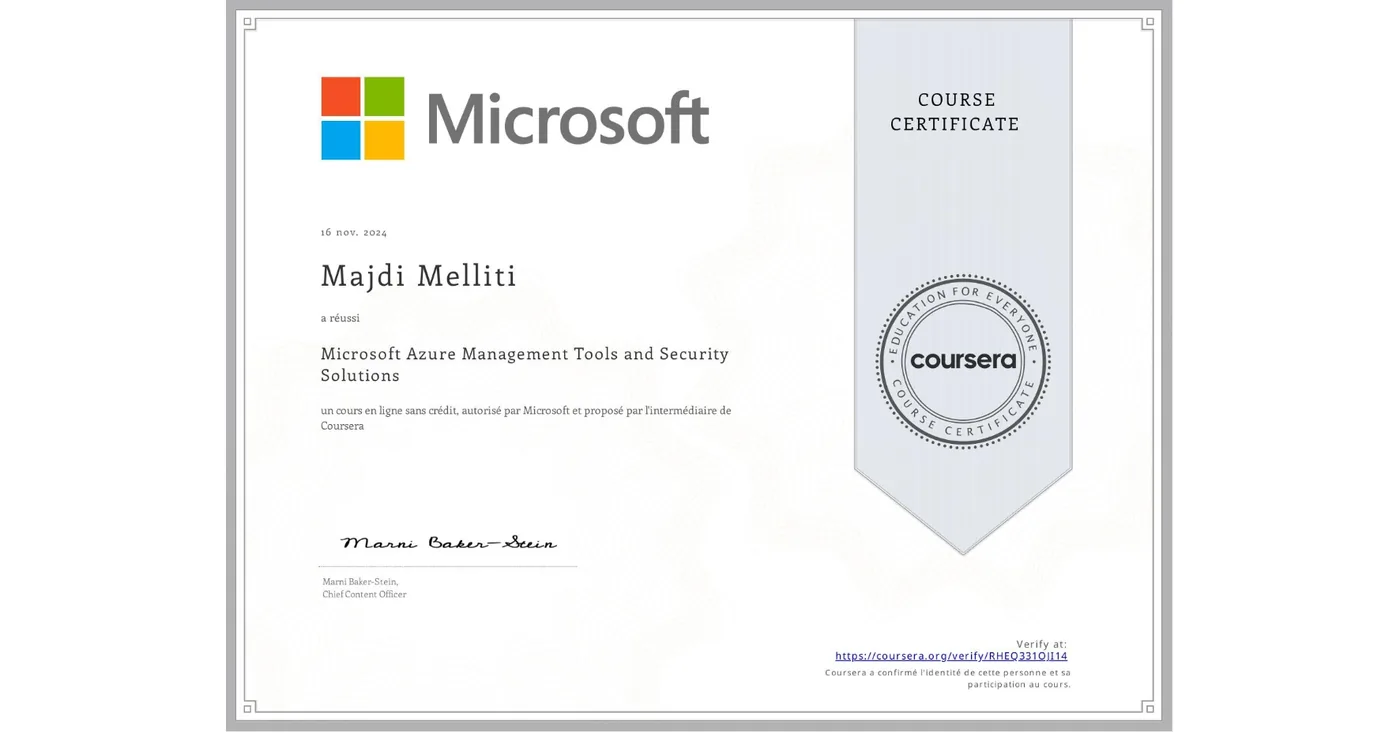 Microsoft
COURSE
CERTIFICATE
16 nov. 2024
Majdi Melliti
a réussi
Microsoft Azure Management Tools and Security
Solutions
un cours en ligne sans crédit, autorisé par Microsoft et proposé par l'intermédiaire de
Coursera
EDUCATION FOR EVERYONE
coursera
COURSE CERTIFICATE
Marni Baker-Stein
Marni Baker-Stein,
Chief Content Officer
Verify at:
https://coursera.org/verify/RHEQ331OJI14
Coursera a confirmé l'identité de cette personne et sa
participation au cours.